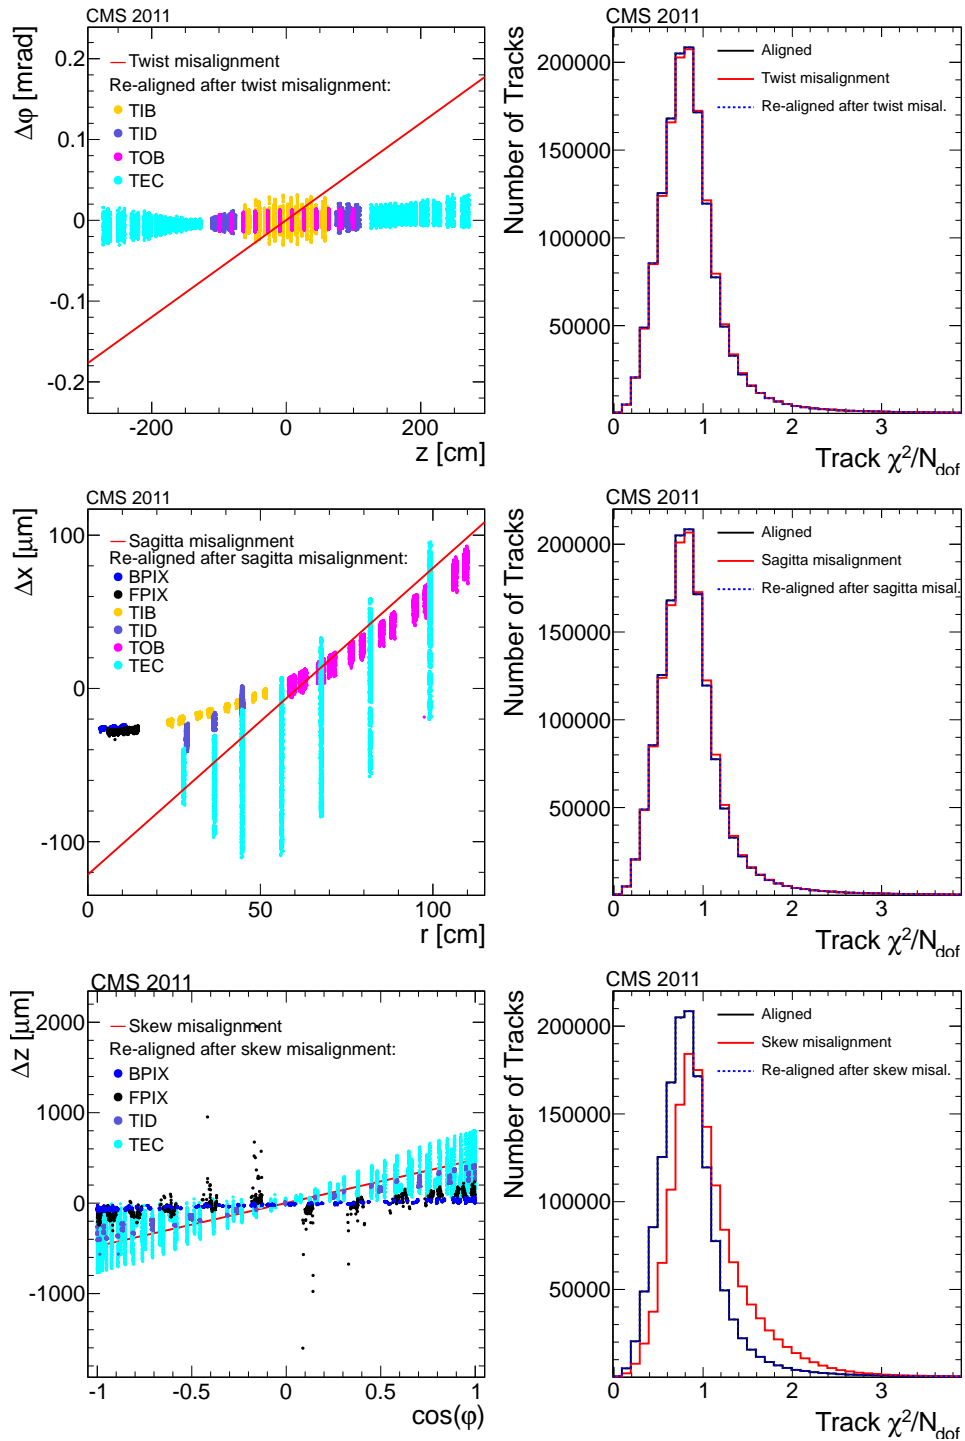 CMS 2011
Δφ [mrad]
Twist misalignment
Re-aligned after twist misalignment:
TIB
TID
TOB
TEC
0.2
0.1
0
-0.1
-0.2
-200
0
200
z [cm]
CMS 2011
Number of Tracks
Aligned
Twist misalignment
Re-aligned after twist misal.
200000
150000
100000
50000
0
1
2
3
Track χ²/N_dof
CMS 2011
Δx [μm]
Sagitta misalignment
Re-aligned after sagitta misalignment:
BPIX
FPIX
TIB
TID
TOB
TEC
100
0
-100
0
50
100
r [cm]
CMS 2011
Number of Tracks
Aligned
Sagitta misalignment
Re-aligned after sagitta misal.
200000
150000
100000
50000
0
1
2
3
Track χ²/N_dof
CMS 2011
Δz [μm]
Skew misalignment
Re-aligned after skew misalignment:
BPIX
FPIX
TID
TEC
2000
1000
0
-1000
-1
-0.5
0
0.5
1
cos(φ)
CMS 2011
Number of Tracks
Aligned
Skew misalignment
Re-aligned after skew misal.
200000
150000
100000
50000
0
1
2
3
Track χ²/N_dof